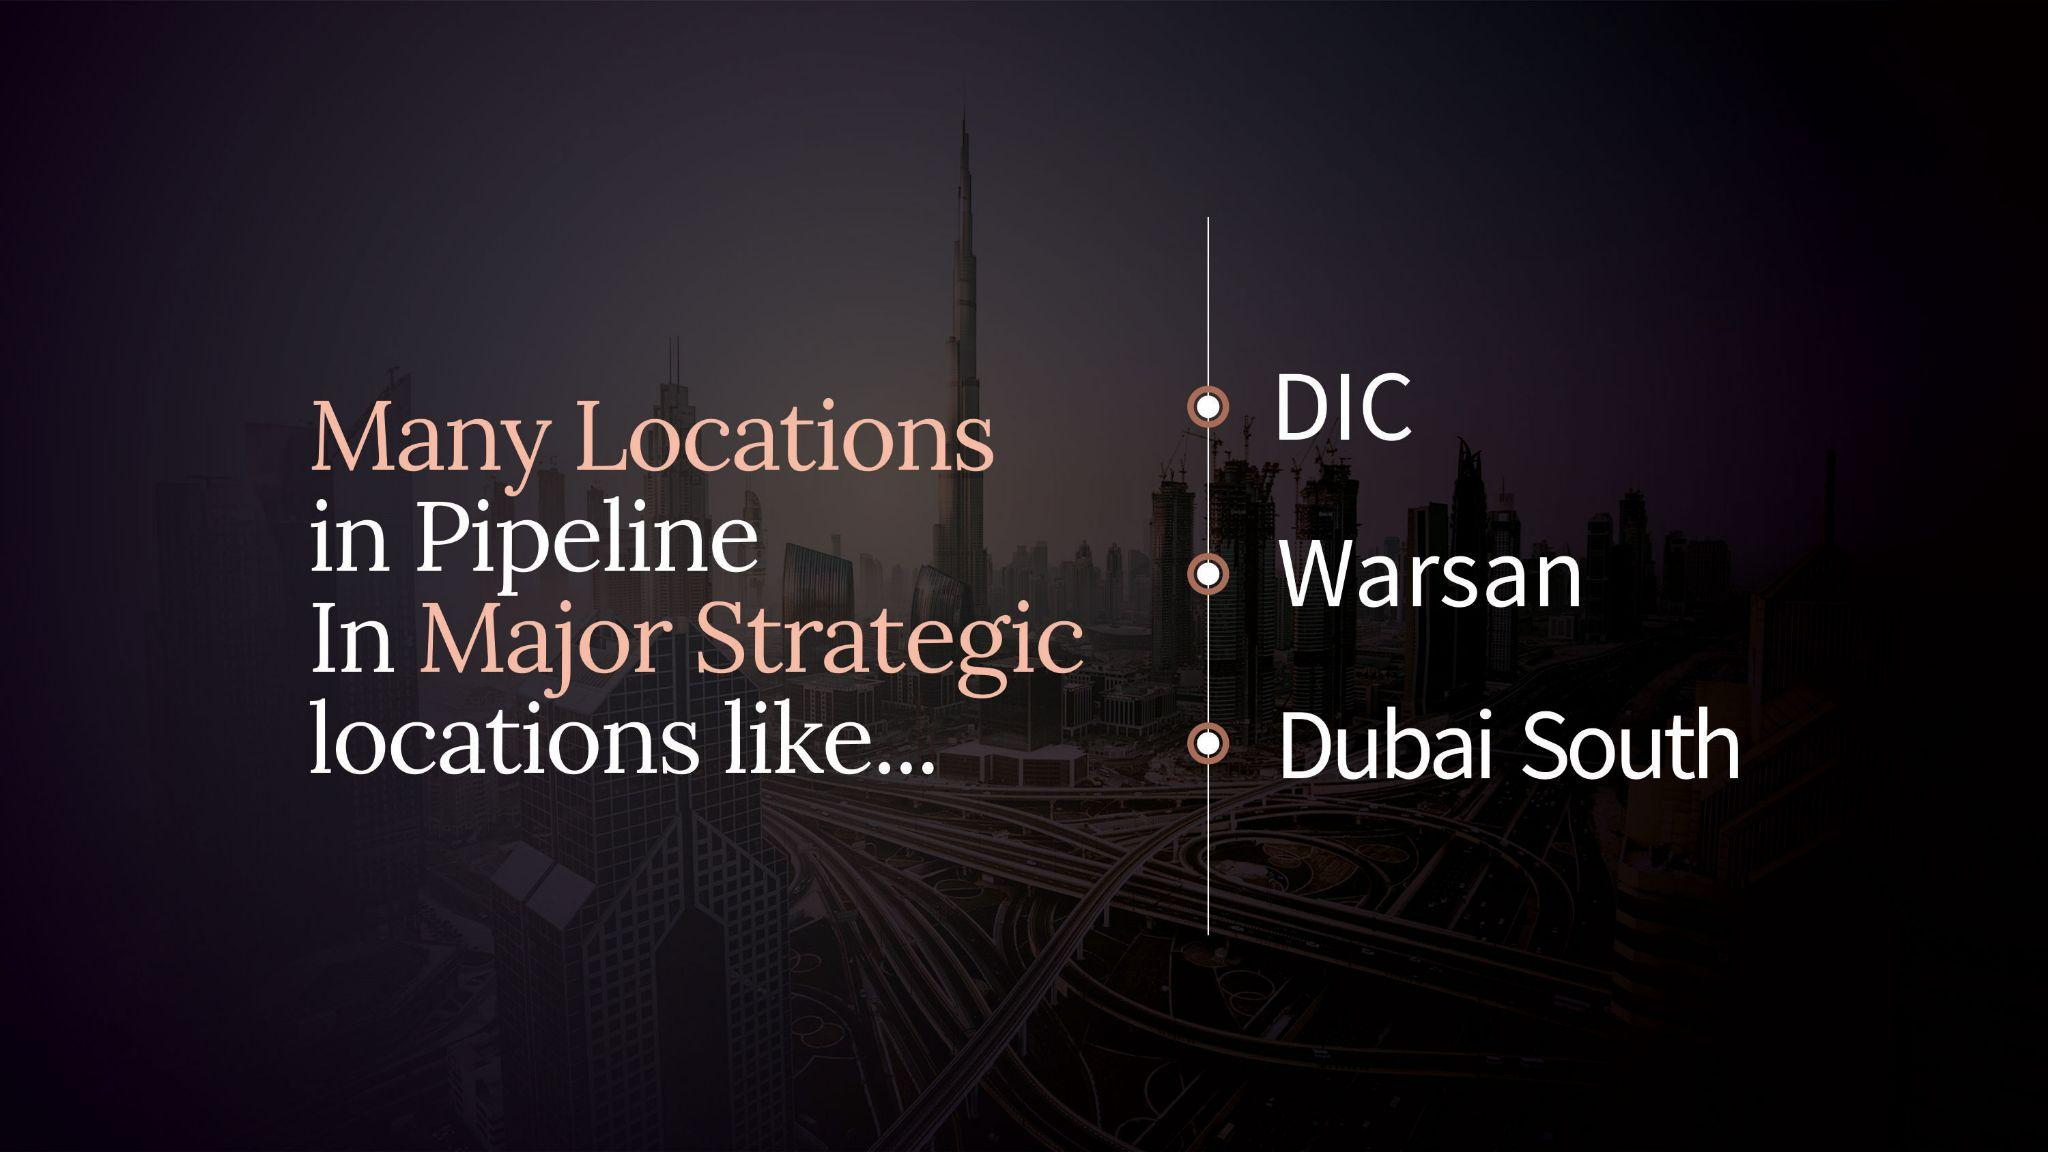 Many Locations
in Pipeline
In Major Strategic
locations like...
DIC
Warsan
Dubai South